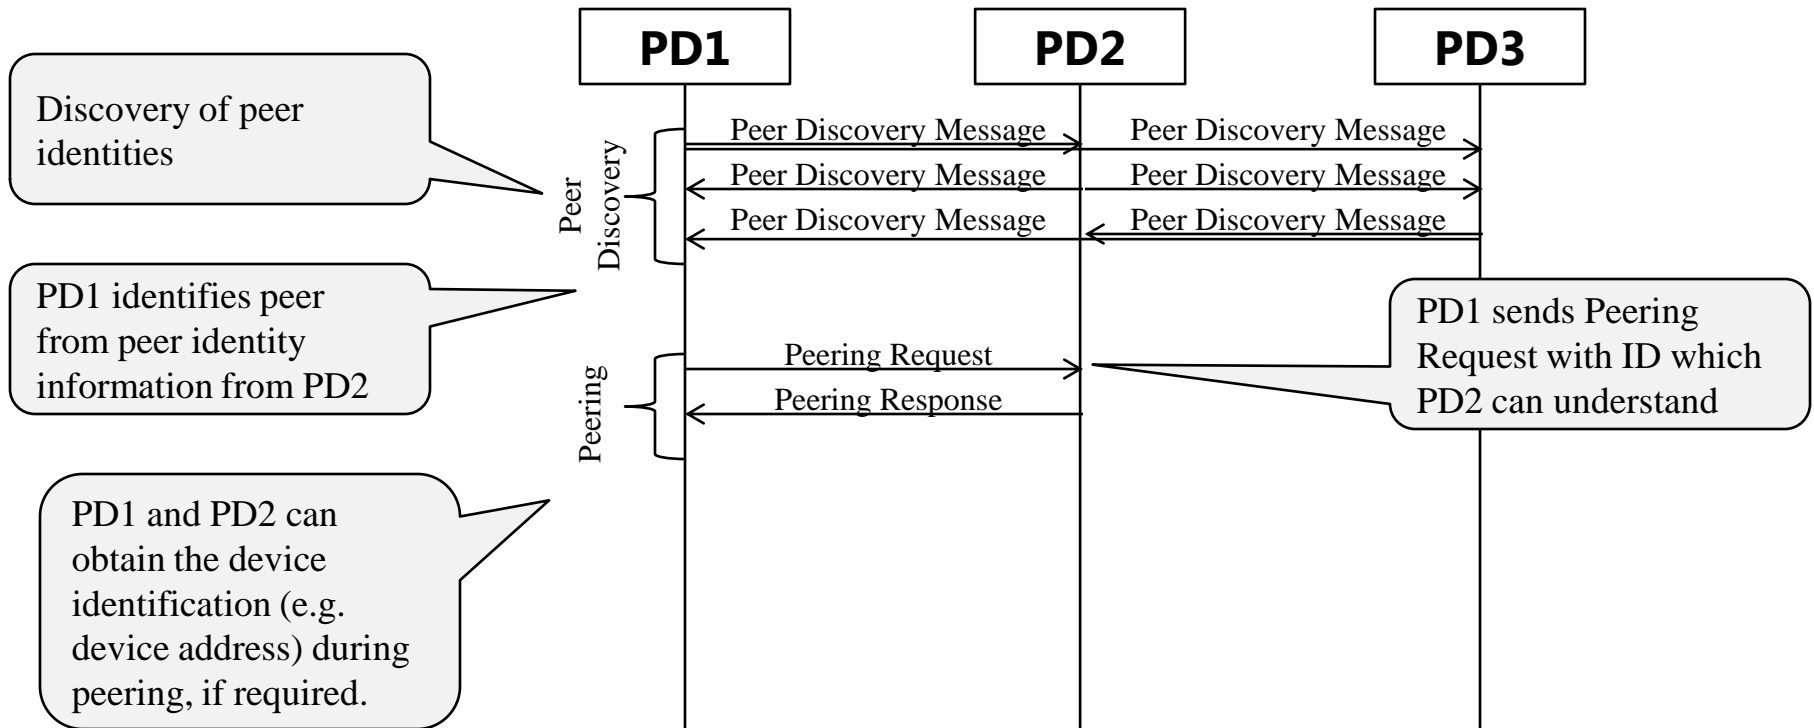 PD1
PD2
PD3
Discovery of peer
identities
Peer
Discovery
Peer Discovery Message
Peer Discovery Message
Peer Discovery Message
Peer Discovery Message
Peer Discovery Message
Peer Discovery Message
PD1 identifies peer
from peer identity
information from PD2
PD1 sends Peering
Request with ID which
PD2 can understand
Peering
Peering Request
Peering Response
PD1 and PD2 can
obtain the device
identification (e.g.
device address) during
peering, if required.